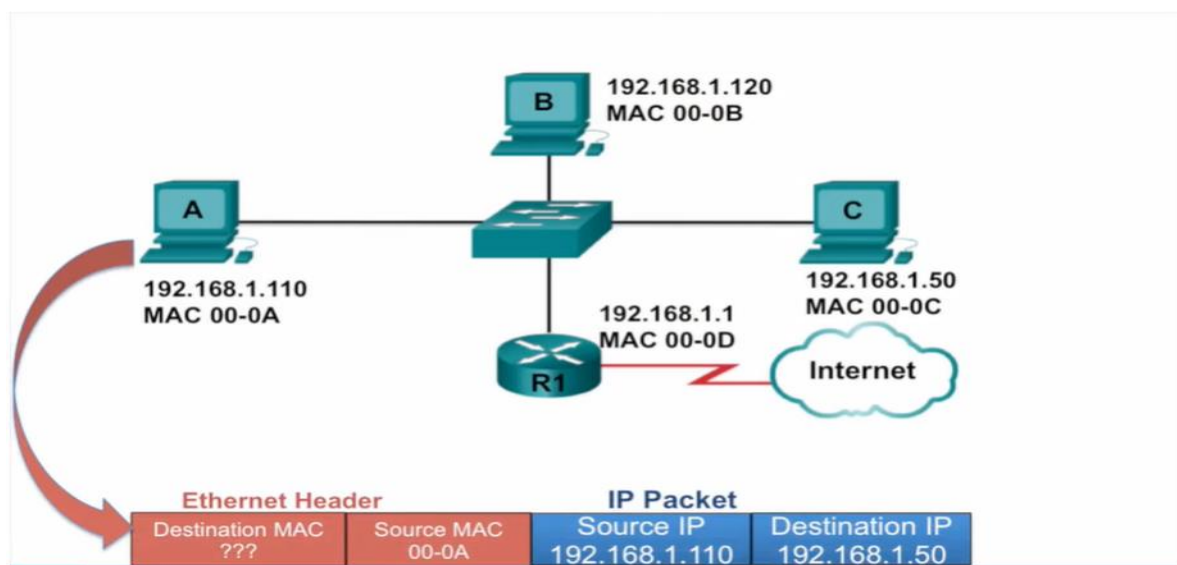 B
192.168.1.120
MAC 00-0B
A
192.168.1.110
MAC 00-0A
C
192.168.1.50
MAC 00-0C
192.168.1.1
MAC 00-0D
R1
Internet
Ethernet Header
IP Packet
Destination MAC
???
Source MAC
00-0A
Source IP
192.168.1.110
Destination IP
192.168.1.50